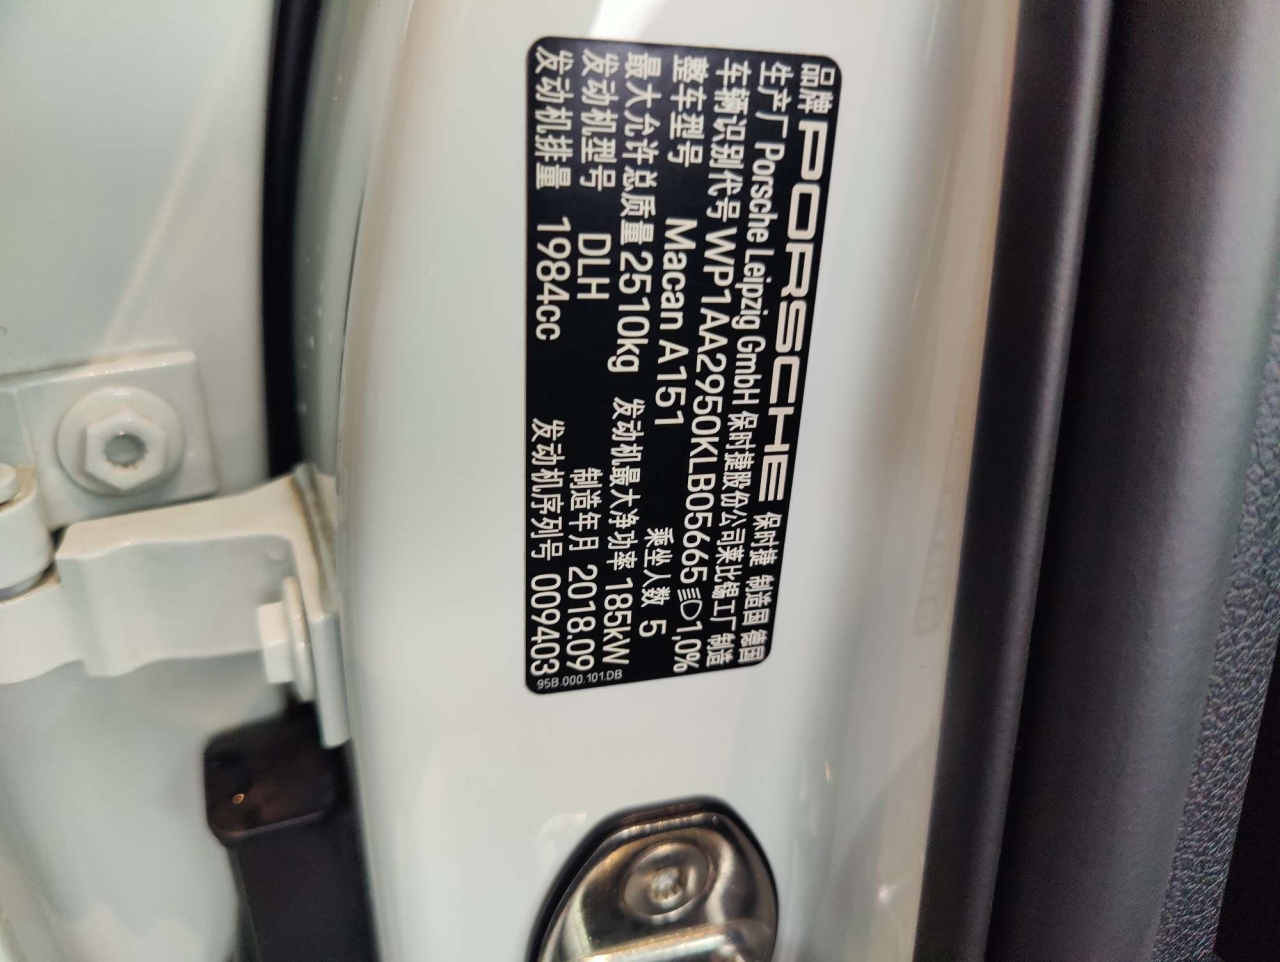 品牌 PORSCHE 保时捷 制造国 德国
生产厂 Porsche Leipzig GmbH 保时捷股份公司莱比锡工厂 制造
车辆识别代号 WP1AA2950KLB05665 1,0%
整车型号 Macan A151 乘坐人数 5
最大允许总质量 2510kg 发动机最大净功率 185kW
发动机型号 DLH 制造年月 2018.09
发动机排量 1984cc 发动机序列号 009403
95B.000.101.DB